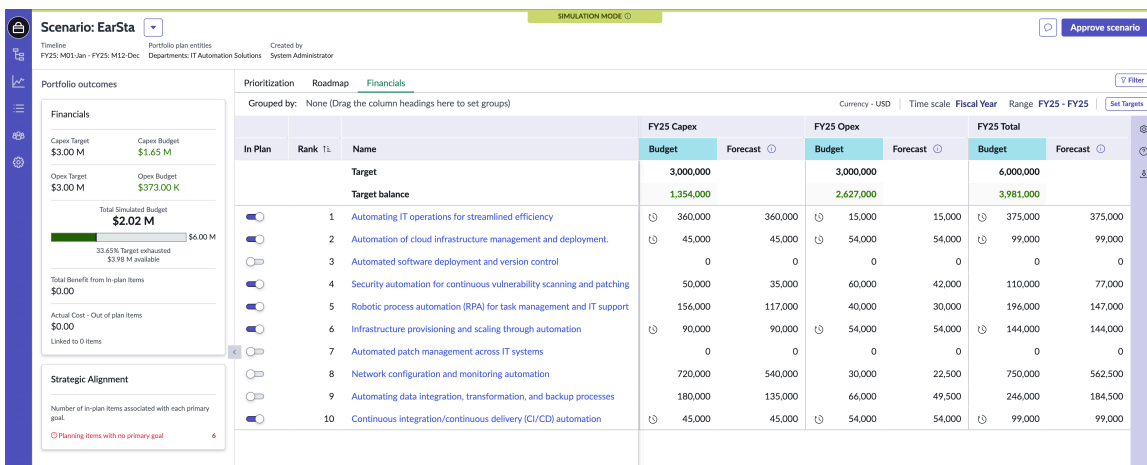 SIMULATION MODE
Scenario: EarSta
Approve scenario
Timeline
FY25: M01-Jan - FY25: M12-Dec
Portfolio plan entities
Departments: IT Automation Solutions
Created by
System Administrator
Portfolio outcomes
Financials
Capex Target
$3.00 M
Capex Budget
$1.65 M
Opex Target
$3.00 M
Opex Budget
$373.00 K
Total Simulated Budget
$2.02 M
$6.00 M
33.65% Target exhausted
$3.98 M available
Total Benefit from In-plan Items
$0.00
Actual Cost - Out of plan items
$0.00
Linked to 0 items
Strategic Alignment
Number of in-plan items associated with each primary
goal.
Planning items with no primary goal 6
Prioritization Roadmap Financials
Filter
Grouped by: None (Drag the column headings here to set groups)
Currency - USD Time scale Fiscal Year Range FY25 - FY25 Set Targets
FY25 Capex FY25 Opex FY25 Total
In Plan Rank Name Budget Forecast Budget Forecast Budget Forecast
Target 3,000,000 3,000,000 6,000,000
Target balance 1,354,000 2,627,000 3,981,000
1 Automating IT operations for streamlined efficiency 360,000 360,000 15,000 15,000 375,000 375,000
2 Automation of cloud infrastructure management and deployment. 45,000 45,000 54,000 54,000 99,000 99,000
3 Automated software deployment and version control 0 0 0 0 0 0
4 Security automation for continuous vulnerability scanning and patching 50,000 35,000 60,000 42,000 110,000 77,000
5 Robotic process automation (RPA) for task management and IT support 156,000 117,000 40,000 30,000 196,000 147,000
6 Infrastructure provisioning and scaling through automation 90,000 90,000 54,000 54,000 144,000 144,000
7 Automated patch management across IT systems 0 0 0 0 0 0
8 Network configuration and monitoring automation 720,000 540,000 30,000 22,500 750,000 562,500
9 Automating data integration, transformation, and backup processes 180,000 135,000 66,000 49,500 246,000 184,500
10 Continuous integration/continuous delivery (CI/CD) automation 45,000 45,000 54,000 54,000 99,000 99,000